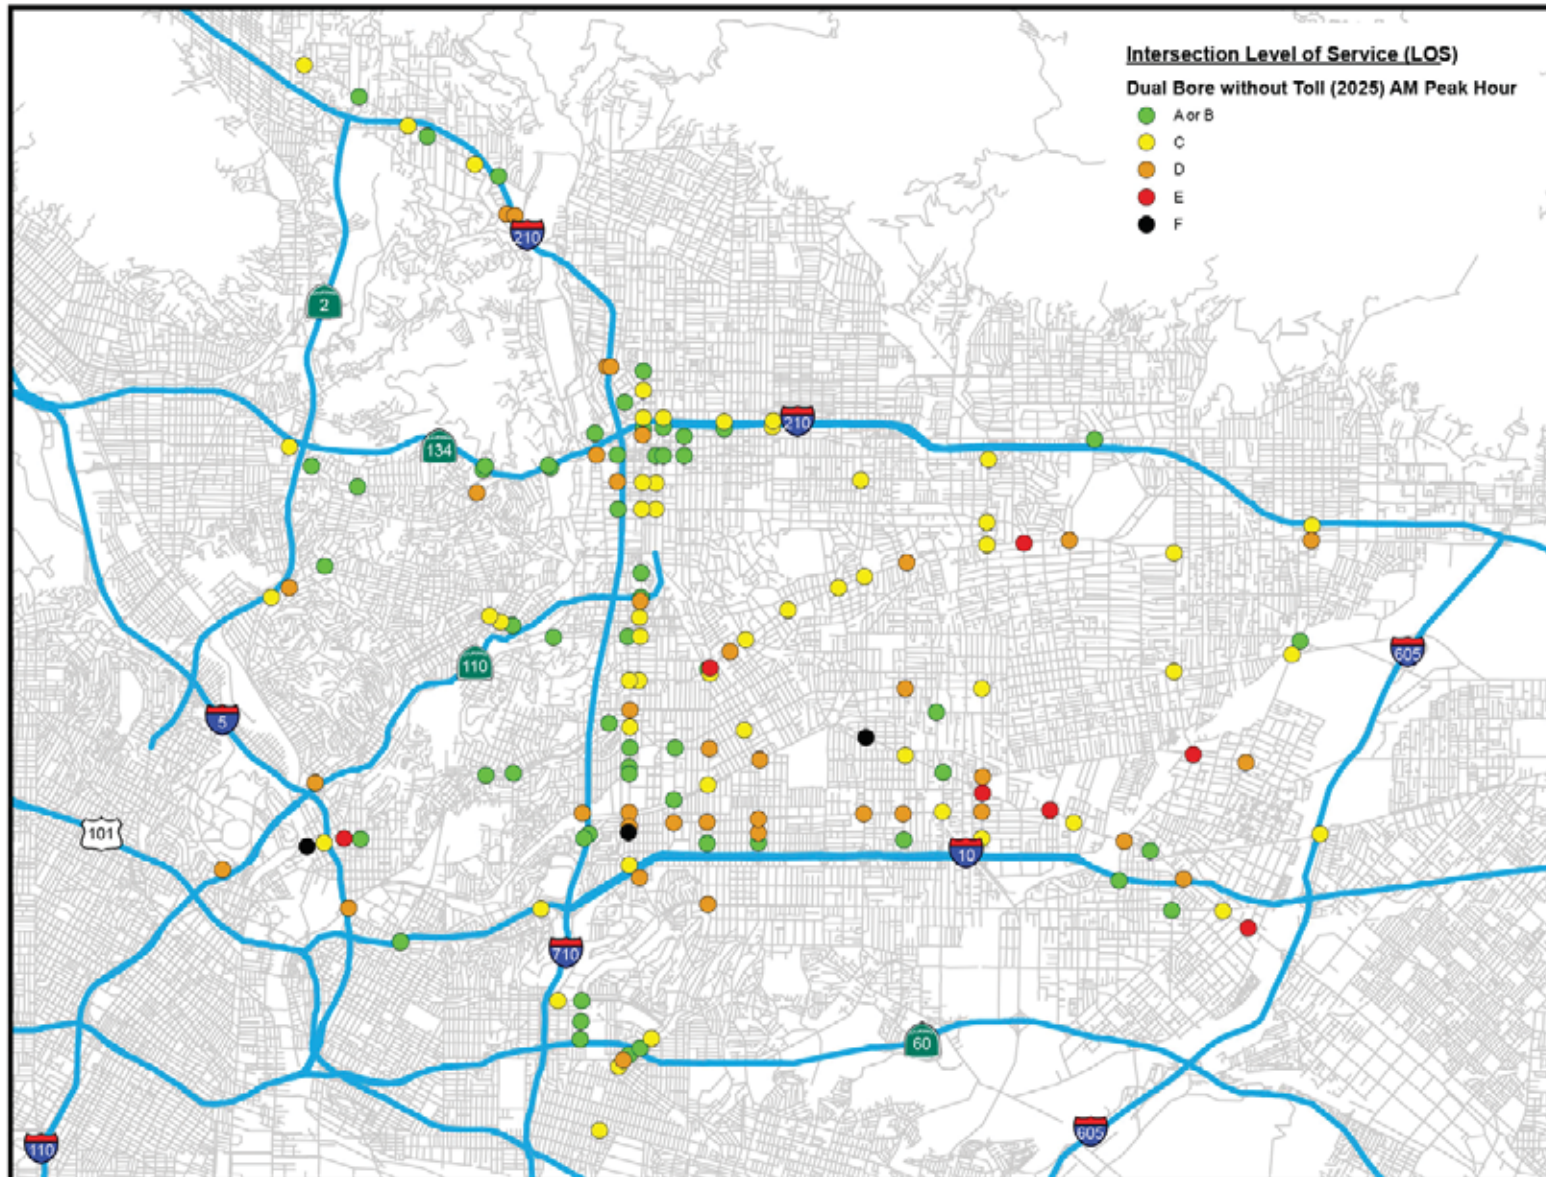 Intersection Level of Service (LOS)
Dual Bore without Toll (2025) AM Peak Hour
A or B
C
D
E
F
210
2
210
134
605
110
5
101
10
710
60
605
110